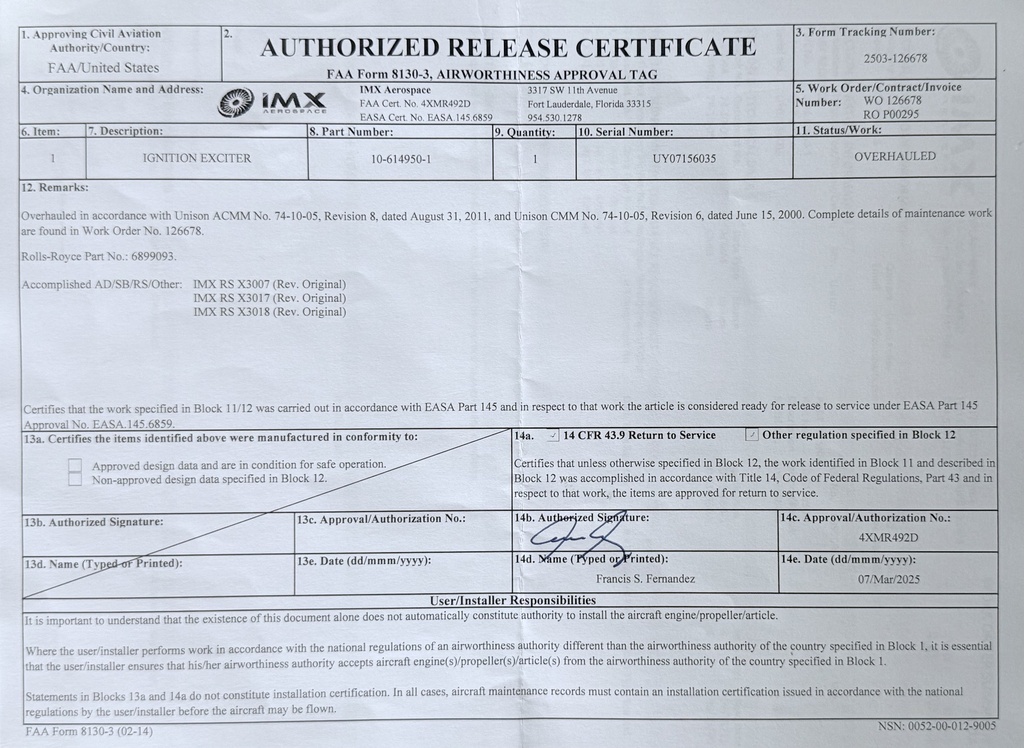 1. Approving Civil Aviation
Authority/Country:
FAA/United States
2.
AUTHORIZED RELEASE CERTIFICATE
FAA Form 8130-3, AIRWORTHINESS APPROVAL TAG
3. Form Tracking Number:
2503-126678
4. Organization Name and Address:
IMX
AEROSPACE
IMX Aerospace
FAA Cert. No. 4XMR492D
EASA Cert. No. EASA.145.6859
3317 SW 11th Avenue
Fort Lauderdale, Florida 33315
954.530.1278
5. Work Order/Contract/Invoice
Number: WO 126678
RO P00295
6. Item:
1
7. Description:
IGNITION EXCITER
8. Part Number:
10-614950-1
9. Quantity:
1
10. Serial Number:
UY07156035
11. Status/Work:
OVERHAULED
12. Remarks:
Overhauled in accordance with Unison ACMM No. 74-10-05, Revision 8, dated August 31, 2011, and Unison CMM No. 74-10-05, Revision 6, dated June 15, 2000. Complete details of maintenance work
are found in Work Order No. 126678.
Rolls-Royce Part No.: 6899093.
Accomplished AD/SB/RS/Other: IMX RS X3007 (Rev. Original)
IMX RS X3017 (Rev. Original)
IMX RS X3018 (Rev. Original)
Certifies that the work specified in Block 11/12 was carried out in accordance with EASA Part 145 and in respect to that work the article is considered ready for release to service under EASA Part 145
Approval No. EASA.145.6859.
13a. Certifies the items identified above were manufactured in conformity to:
Approved design data and are in condition for safe operation.
Non-approved design data specified in Block 12.
14a. ✓ 14 CFR 43.9 Return to Service ✓ Other regulation specified in Block 12
Certifies that unless otherwise specified in Block 12, the work identified in Block 11 and described in
Block 12 was accomplished in accordance with Title 14, Code of Federal Regulations, Part 43 and in
respect to that work, the items are approved for return to service.
13b. Authorized Signature:
13c. Approval/Authorization No.:
14b. Authorized Signature:
14c. Approval/Authorization No.:
4XMR492D
13d. Name (Typed or Printed):
13e. Date (dd/mmm/yyyy):
14d. Name (Typed or Printed):
Francis S. Fernandez
14e. Date (dd/mmm/yyyy):
07/Mar/2025
User/Installer Responsibilities
It is important to understand that the existence of this document alone does not automatically constitute authority to install the aircraft engine/propeller/article.
Where the user/installer performs work in accordance with the national regulations of an airworthiness authority different than the airworthiness authority of the country specified in Block 1, it is essential
that the user/installer ensures that his/her airworthiness authority accepts aircraft engine(s)/propeller(s)/article(s) from the airworthiness authority of the country specified in Block 1.
Statements in Blocks 13a and 14a do not constitute installation certification. In all cases, aircraft maintenance records must contain an installation certification issued in accordance with the national
regulations by the user/installer before the aircraft may be flown.
FAA Form 8130-3 (02-14)
NSN: 0052-00-012-9005